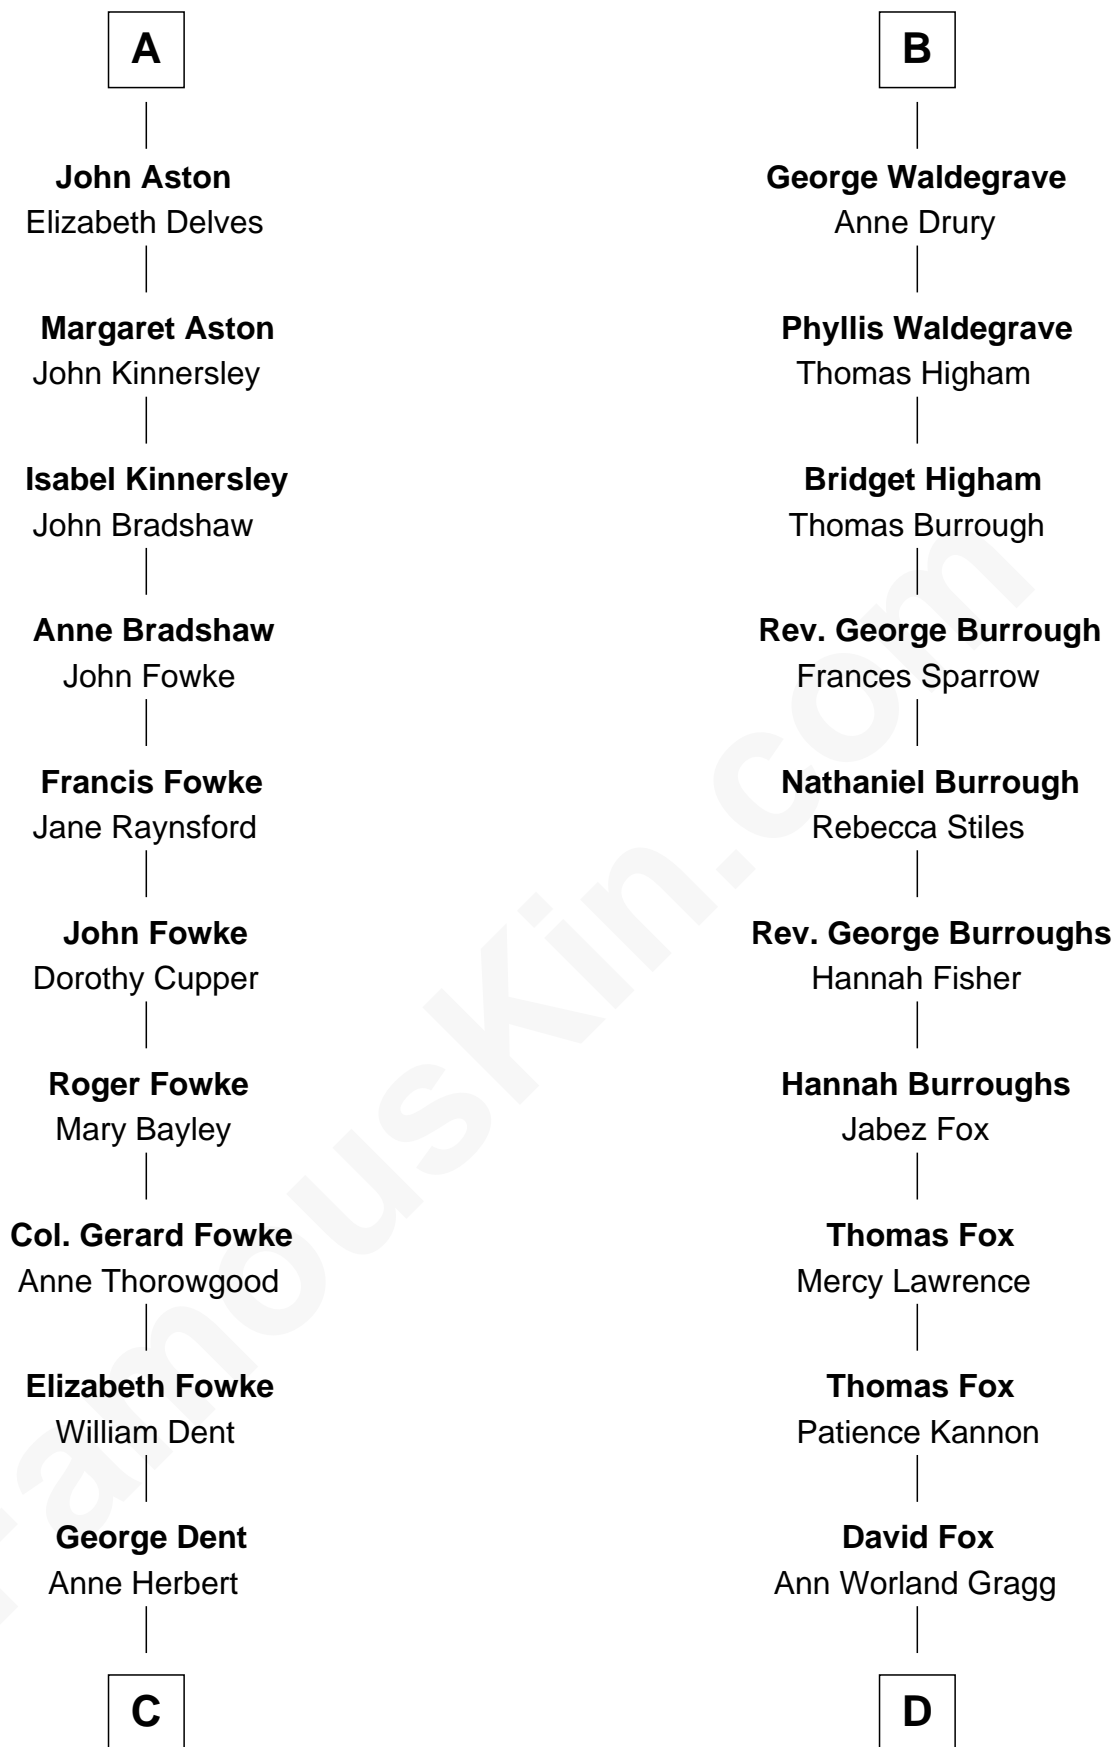 A
John Aston
Elizabeth Delves
Margaret Aston
John Kinnersley
Isabel Kinnersley
John Bradshaw
Anne Bradshaw
John Fowke
Francis Fowke
Jane Raynsford
John Fowke
Dorothy Cupper
Roger Fowke
Mary Bayley
Col. Gerard Fowke
Anne Thorowgood
Elizabeth Fowke
William Dent
George Dent
Anne Herbert
C
B
George Waldegrave
Anne Drury
Phyllis Waldegrave
Thomas Higham
Bridget Higham
Thomas Burrough
Rev. George Burrough
Frances Sparrow
Nathaniel Burrough
Rebecca Stiles
Rev. George Burroughs
Hannah Fisher
Hannah Burroughs
Jabez Fox
Thomas Fox
Mercy Lawrence
Thomas Fox
Patience Kannon
David Fox
Ann Worland Gragg
D
FamousKin.com